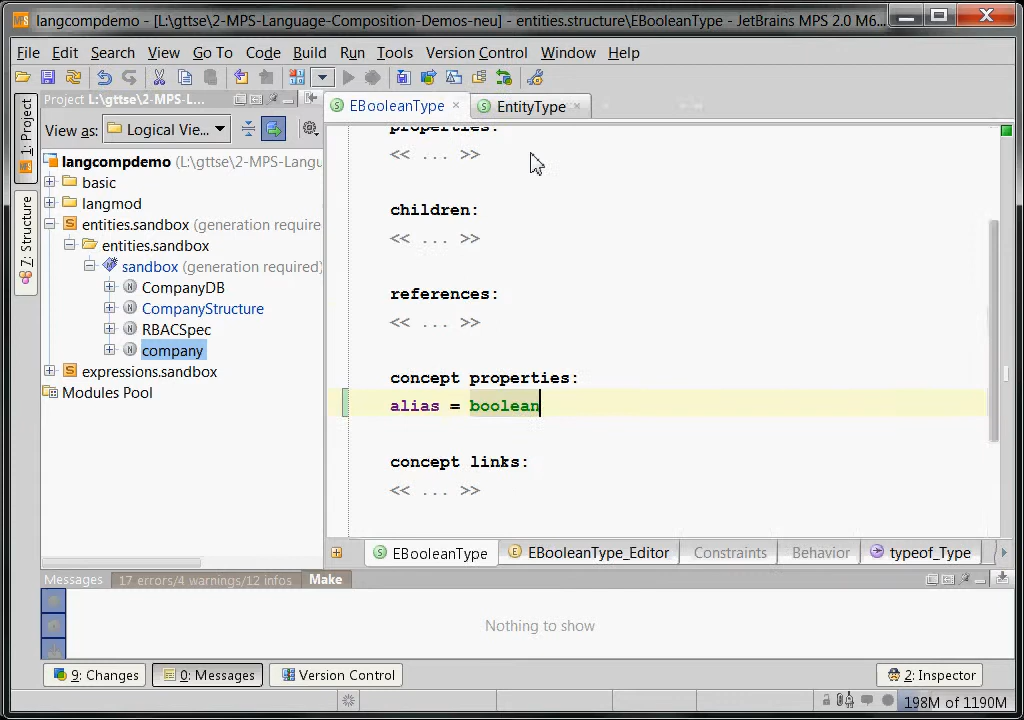 langcompdemo - [L:\gttse\2-MPS-Language-Composition-Demos-neu] - entities.structure\EBooleanType - JetBrains MPS 2.0 M6...
File Edit Search View Go To Code Build Run Tools Version Control Window Help
Project L:\gttse\2-MPS-L...
EBooleanType × EntityType ×
View as: Logical Vie...
1: Project
Z: Structure
langcompdemo (L:\gttse\2-MPS-Langu
basic
langmod
entities.sandbox (generation require
entities.sandbox
sandbox (generation required)
CompanyDB
CompanyStructure
RBACSpec
company
expressions.sandbox
Modules Pool
properties:
<< ... >>
children:
<< ... >>
references:
<< ... >>
concept properties:
alias = boolean
concept links:
<< ... >>
EBooleanType EBooleanType_Editor Constraints Behavior typeof_Type
Messages 17 errors/4 warnings/12 infos Make
Nothing to show
9: Changes 0: Messages Version Control 2: Inspector
198M of 1190M